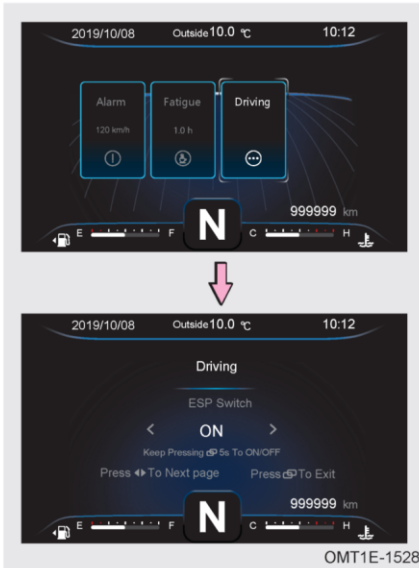 2019/10/08 Outside 10.0 ℃ 10:12
Alarm Fatigue Driving
120 km/h 1.0 h
999999 km
E F N C H
2019/10/08 Outside 10.0 ℃ 10:12
Driving
ESP Switch
< ON >
Keep Pressing 5s To ON/OFF
Press To Next page Press To Exit
999999 km
E F N C H
OMT1E-1528